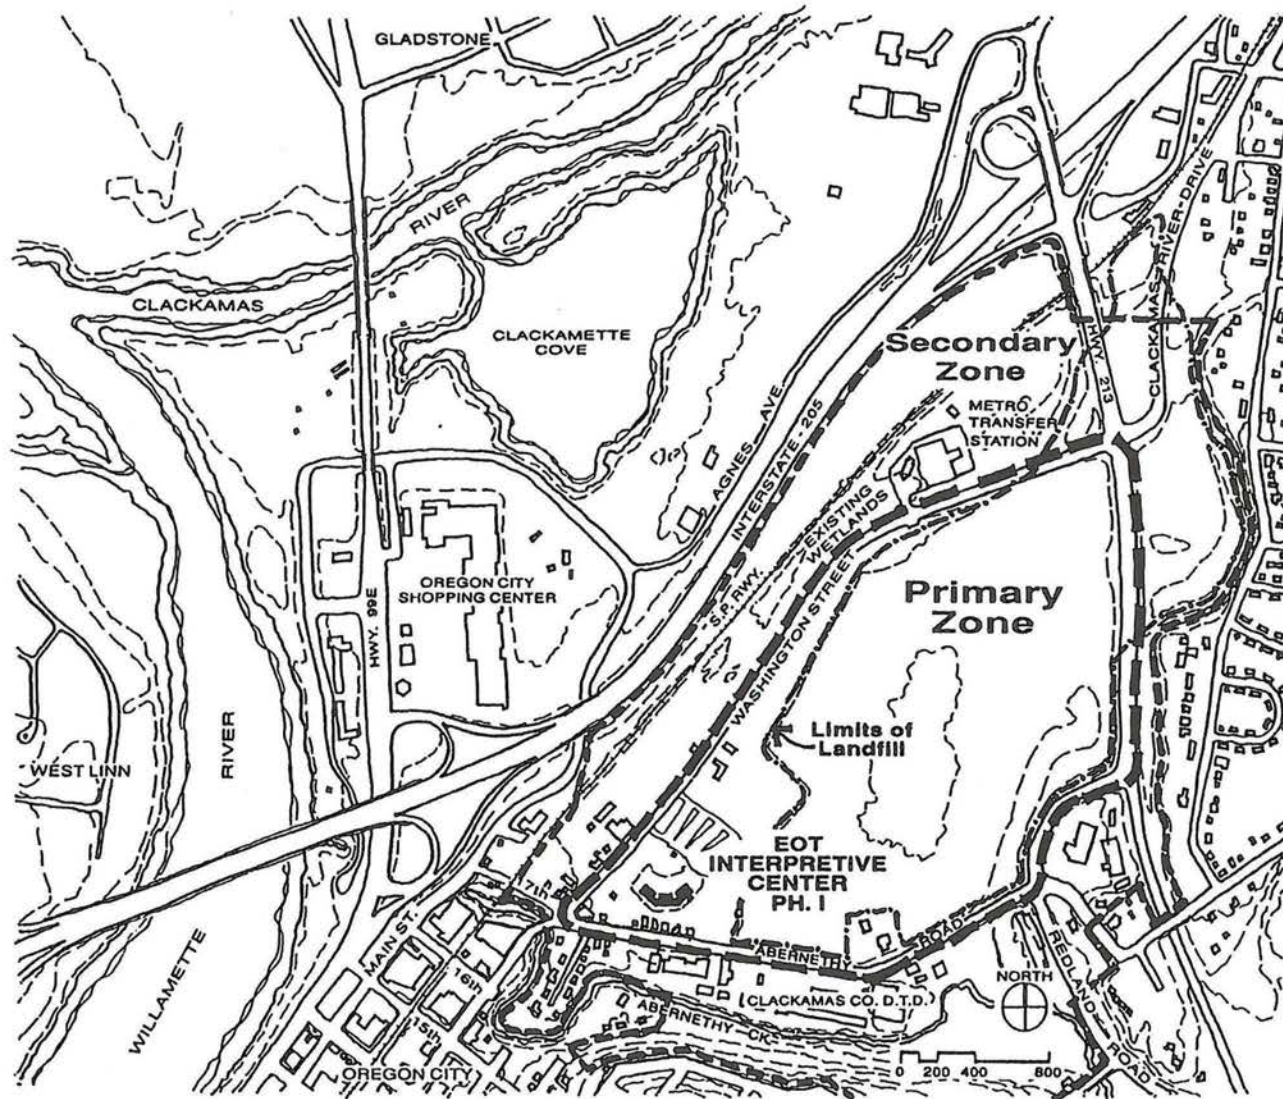 GLADSTONE
RIVER
CLACKAMAS
CLACKAMETTE
COVE
CLACKAMAS-RIVER-DRIVE
HWY 213
Secondary
Zone
METRO
TRANSFER
STATION
AGNES AVE.
INTERSTATE-205
EXISTING
WETLANDS
S.P. RWY.
WASHINGTON STREET
OREGON CITY
SHOPPING CENTER
HWY. 99E
Primary
Zone
Limits of
Landfill
WEST LINN
RIVER
WILLAMETTE
EOT
INTERPRETIVE
CENTER
PH. I
17th
MAIN ST.
16th
15th
ABERNETHY ROAD
CLACKAMAS CO. D.T.D.
ABERNETHY-CK.
NORTH
REDLAND ROAD
OREGON CITY
0 200 400 800